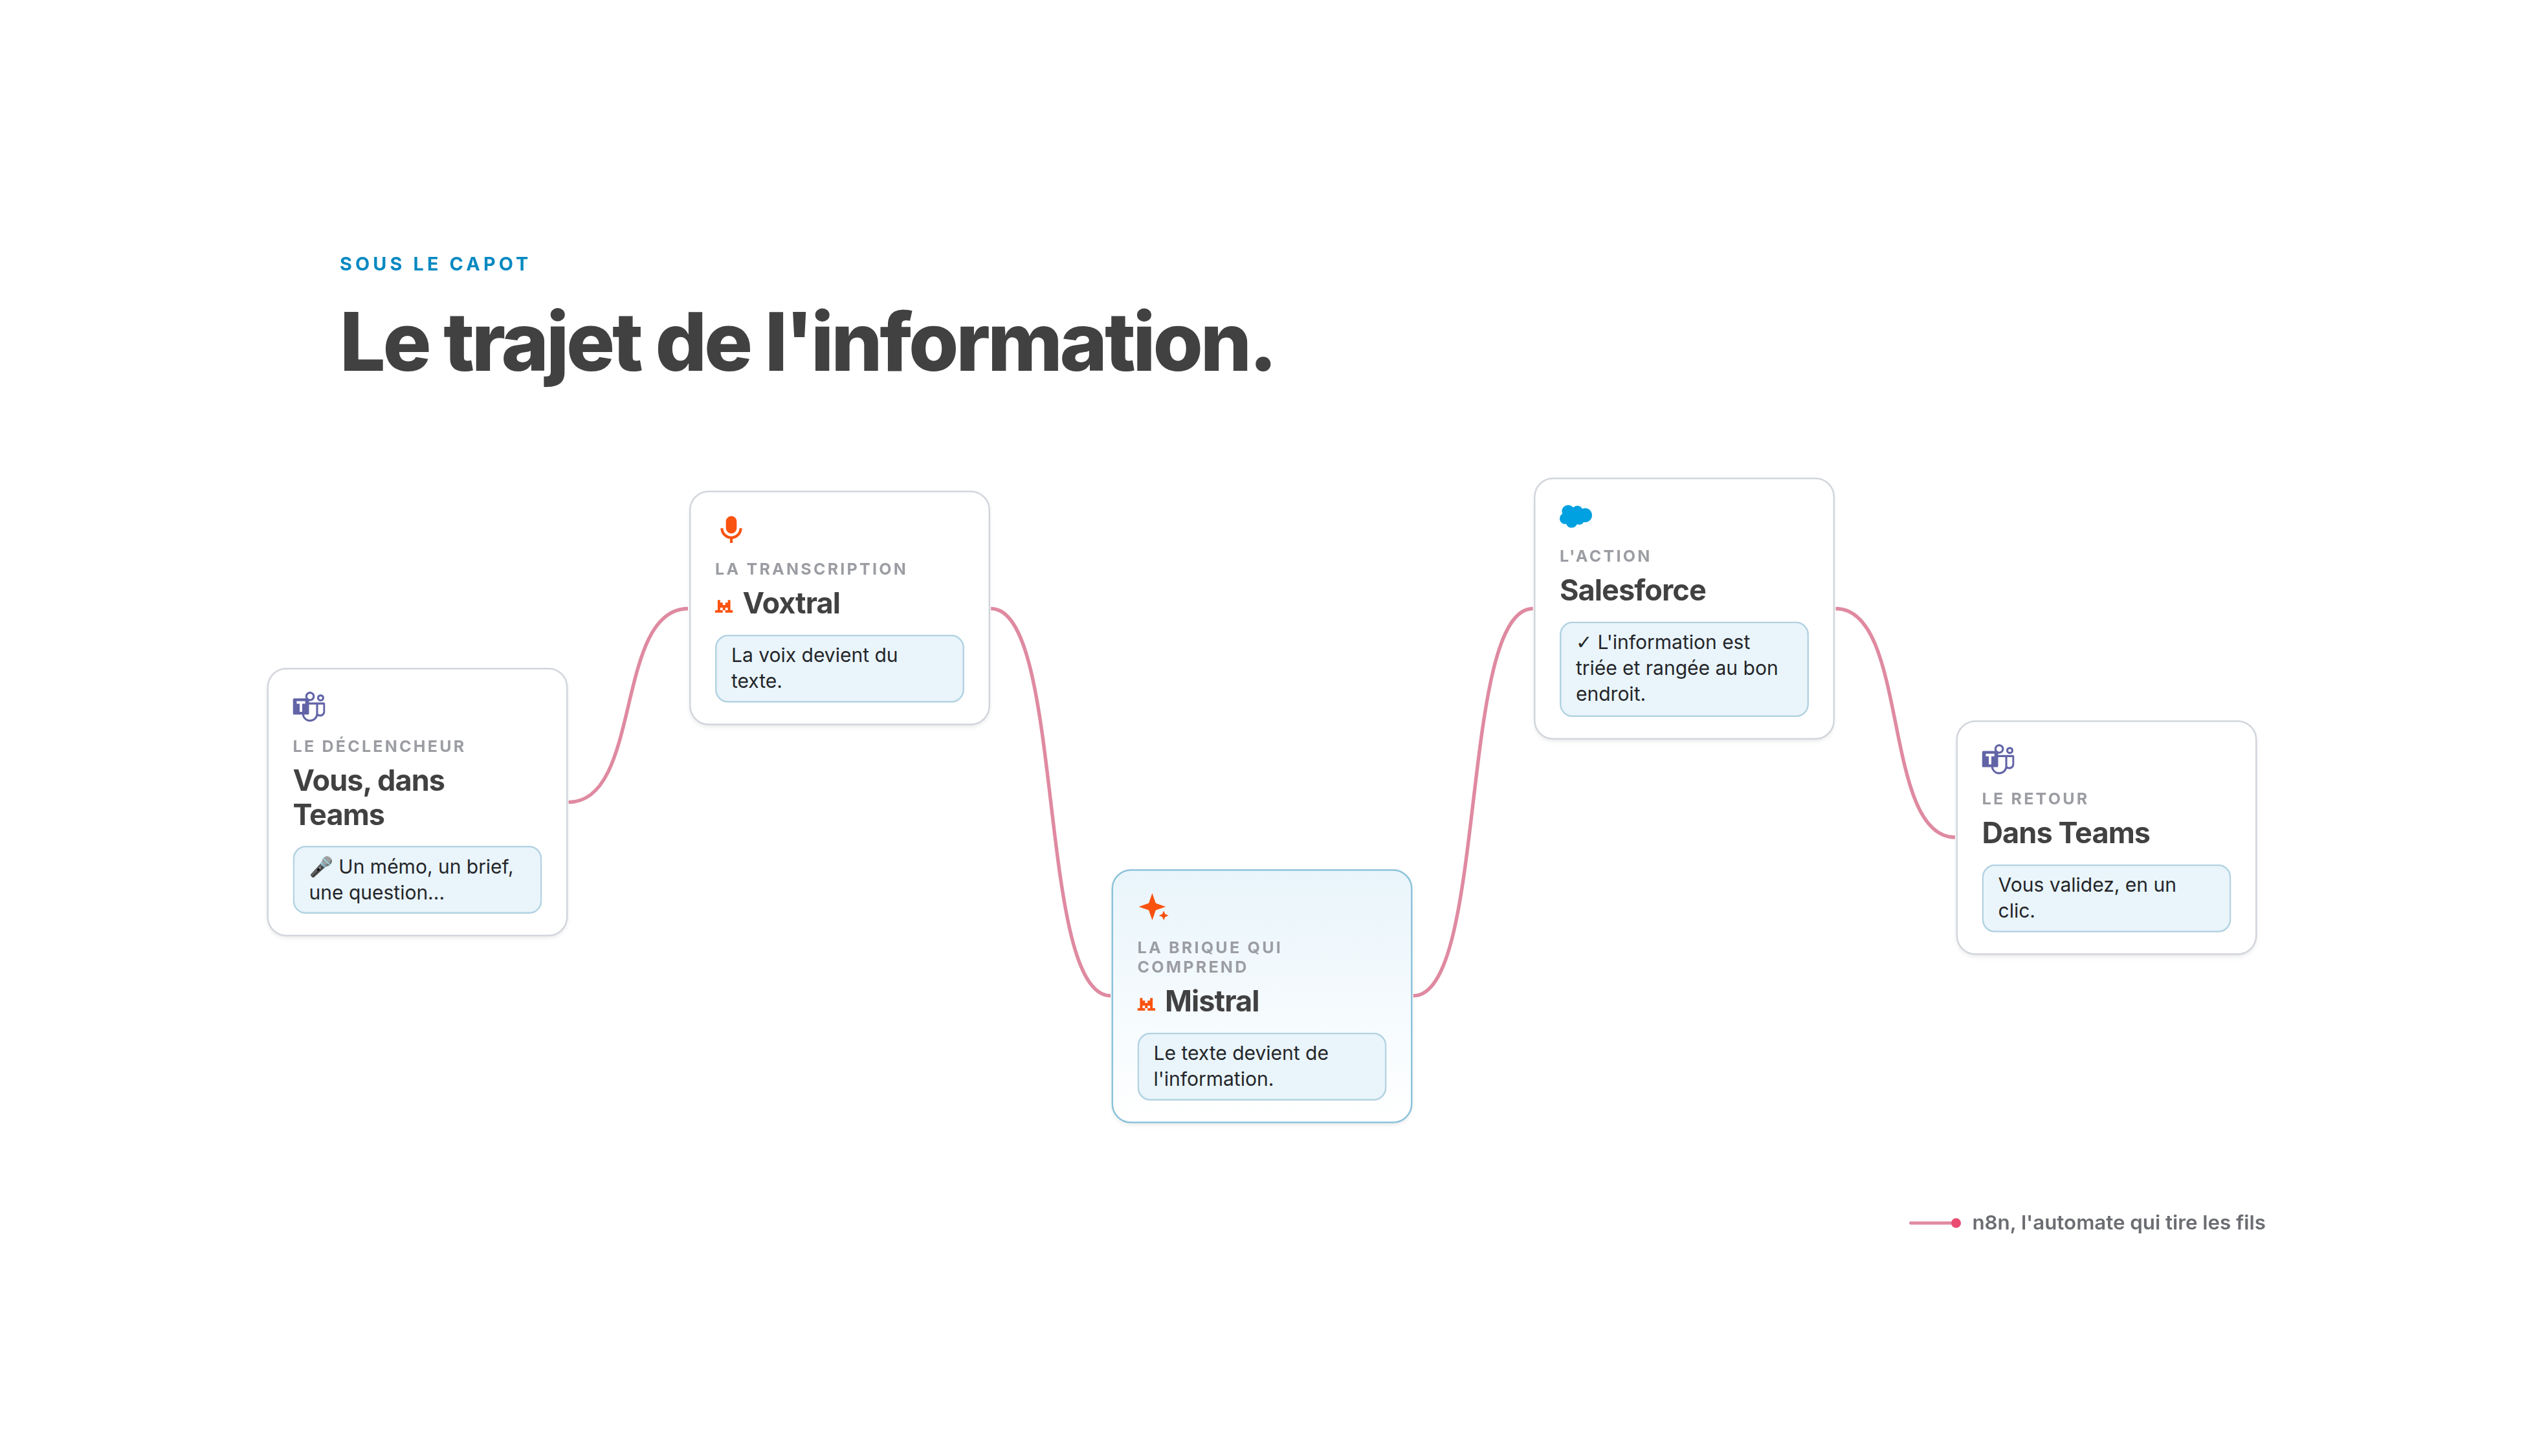 SOUS LE CAPOT
Le trajet de l'information.
LE DÉCLENCHEUR
Vous, dans
Teams
🎤 Un mémo, un brief,
une question...
LA TRANSCRIPTION
Voxtral
La voix devient du
texte.
LA BRIQUE QUI
COMPREND
Mistral
Le texte devient de
l'information.
L'ACTION
Salesforce
✓ L'information est
triée et rangée au bon
endroit.
LE RETOUR
Dans Teams
Vous validez, en un
clic.
n8n, l'automate qui tire les fils